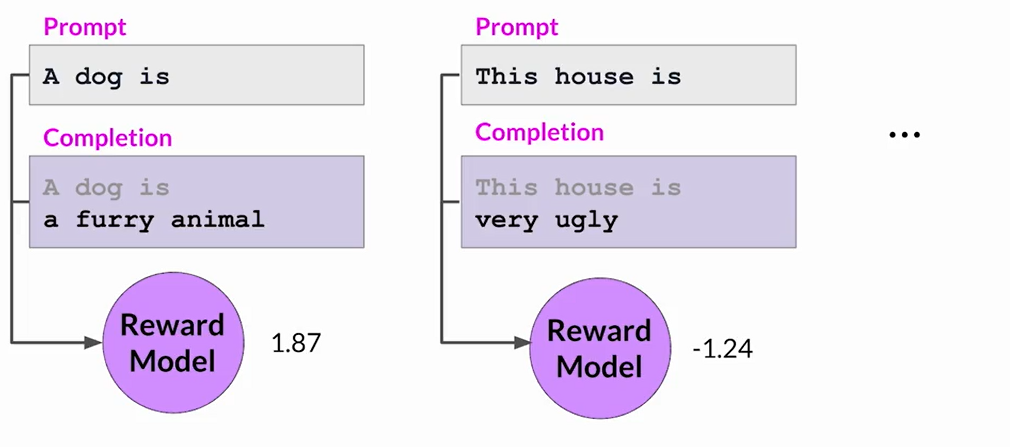 Prompt
A dog is
Completion
A dog is
a furry animal
Reward
Model
1.87
Prompt
This house is
Completion
This house is
very ugly
Reward
Model
-1.24
...